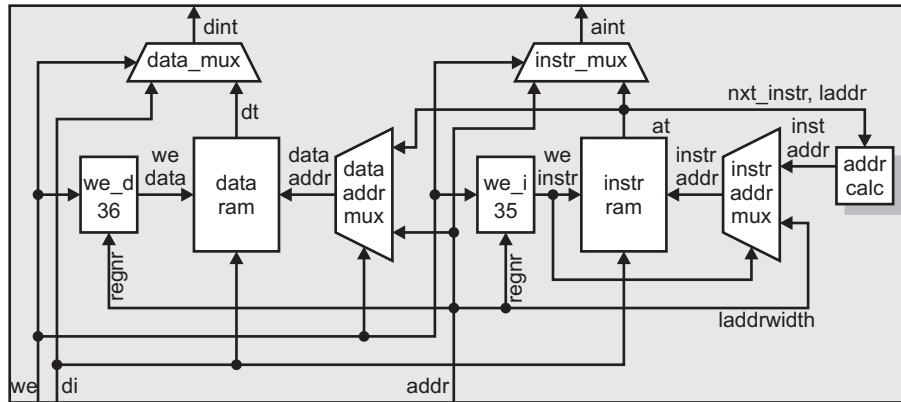 dint
aint
data_mux
instr_mux
nxt_instr, laddr
dt
at
inst
addr
we
data
data
addr
we
instr
instr
addr
we_d
36
data
ram
data
addr
mux
we_i
35
instr
ram
instr
addr
mux
addr
calc
regnr
regnr
laddrwidth
we
di
addr